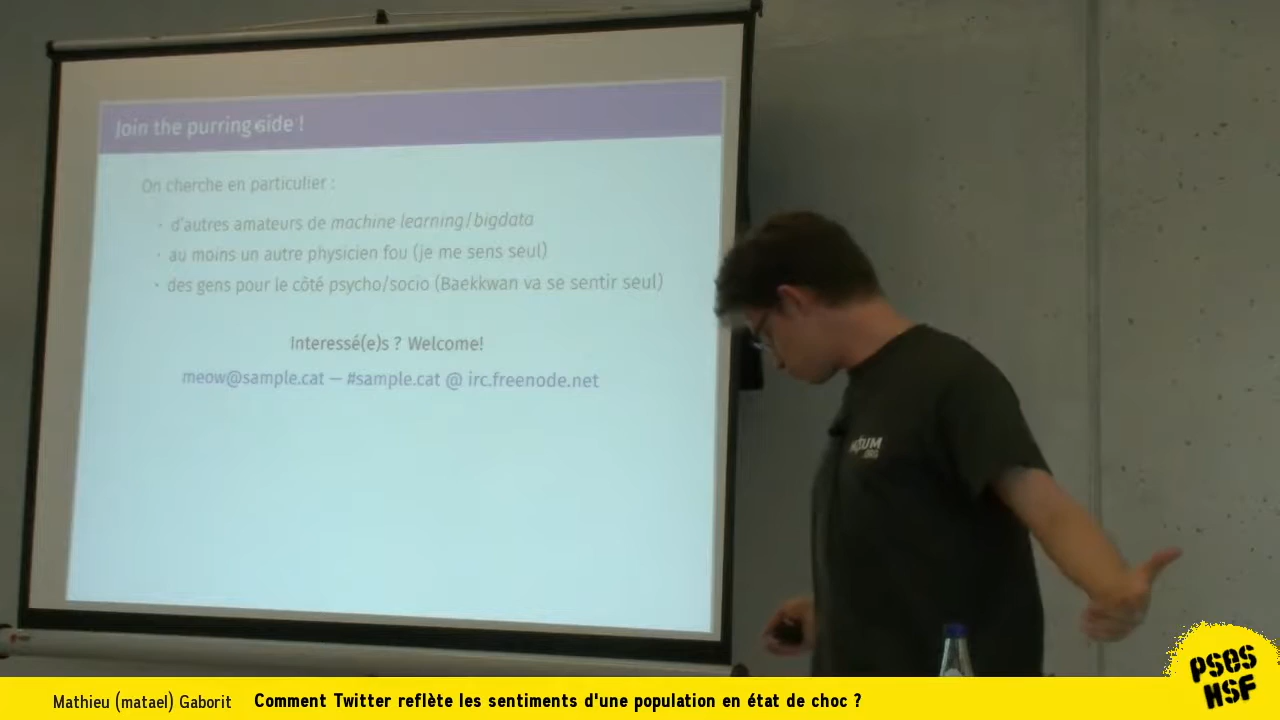 Join the purring side !
On cherche en particulier :
· d'autres amateurs de machine learning/bigdata
· au moins un autre physicien fou (je me sens seul)
· des gens pour le côté psycho/socio (Baekkwan va se sentir seul)
Interessé(e)s ? Welcome!
meow@sample.cat — #sample.cat @ irc.freenode.net
PSES
HSF
Mathieu (matael) Gaborit Comment Twitter reflète les sentiments d'une population en état de choc ?